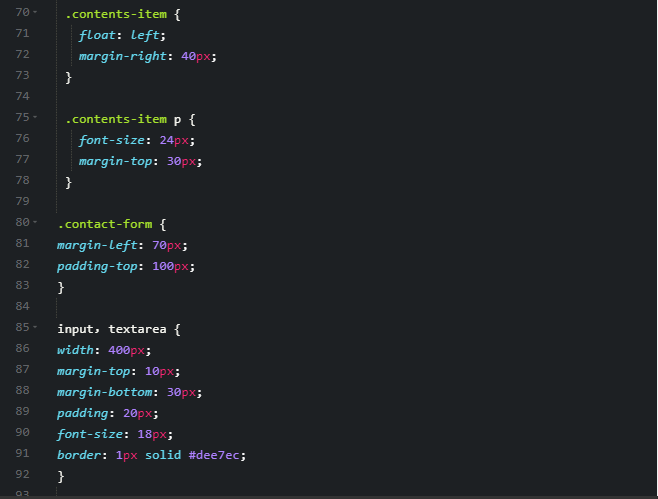 70 .contents-item {
71 float: left;
72 margin-right: 40px;
73 }
74
75 .contents-item p {
76 font-size: 24px;
77 margin-top: 30px;
78 }
79
80 .contact-form {
81 margin-left: 70px;
82 padding-top: 100px;
83 }
84
85 input, textarea {
86 width: 400px;
87 margin-top: 10px;
88 margin-bottom: 30px;
89 padding: 20px;
90 font-size: 18px;
91 border: 1px solid #dee7ec;
92 }
93